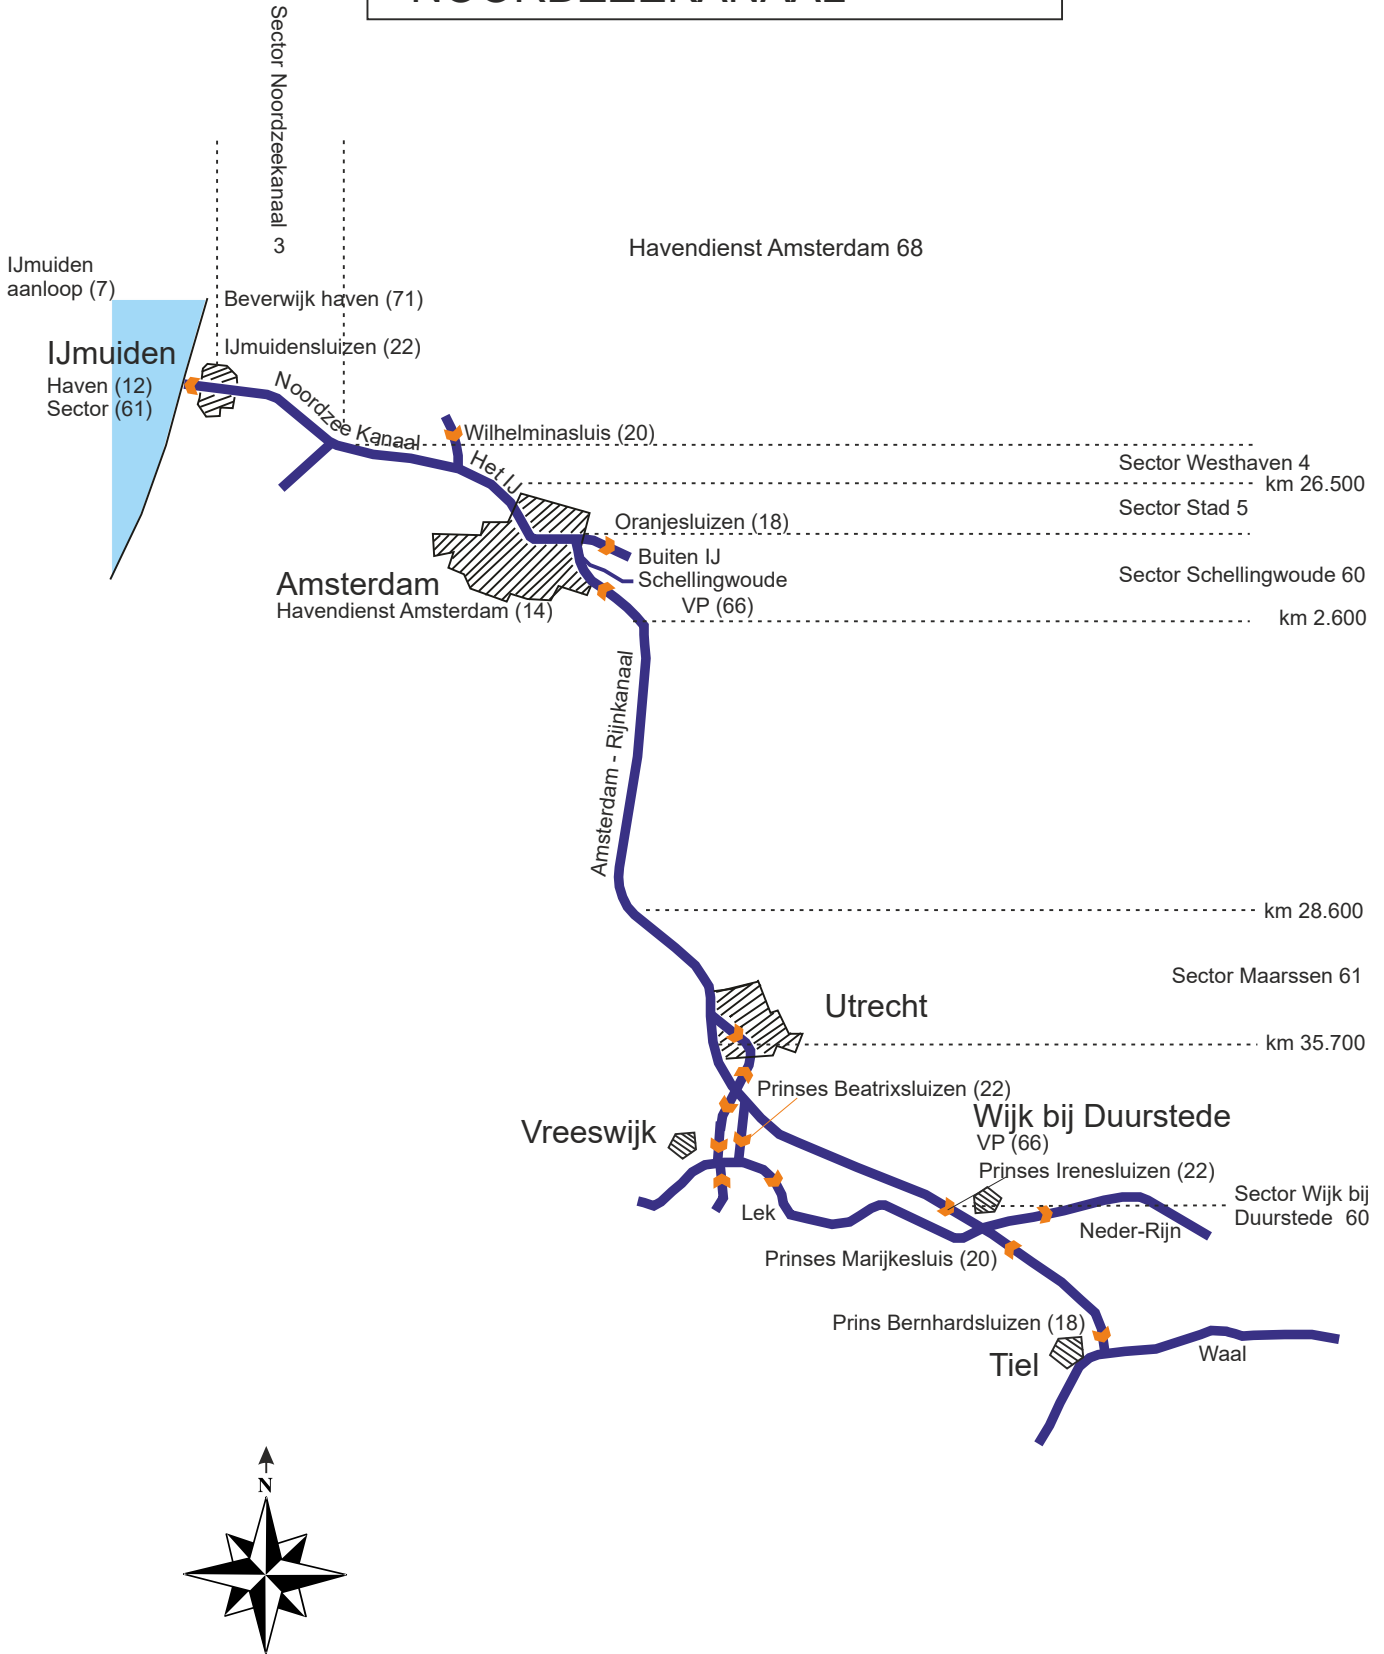 NOORDZEEKANAAL
Sector Noordzeekanaal
3
Havendienst Amsterdam 68
IJmuiden
aanloop (7)
Beverwijk haven (71)
IJmuiden
IJmuidensluizen (22)
Haven (12)
Sector (61)
Noordzee Kanaal
Wilhelminasluis (20)
Het IJ
Sector Westhaven 4
km 26.500
Sector Stad 5
Oranjesluizen (18)
Buiten IJ
Schellingwoude
VP (66)
Sector Schellingwoude 60
Amsterdam
Havendienst Amsterdam (14)
km 2.600
Amsterdam - Rijnkanaal
km 28.600
Sector Maarssen 61
Utrecht
km 35.700
Prinses Beatrixsluizen (22)
Vreeswijk
Wijk bij Duurstede
VP (66)
Prinses Irenesluizen (22)
Sector Wijk bij
Duurstede 60
Lek
Neder-Rijn
Prinses Marijkesluis (20)
Prins Bernhardsluizen (18)
Tiel
Waal
N